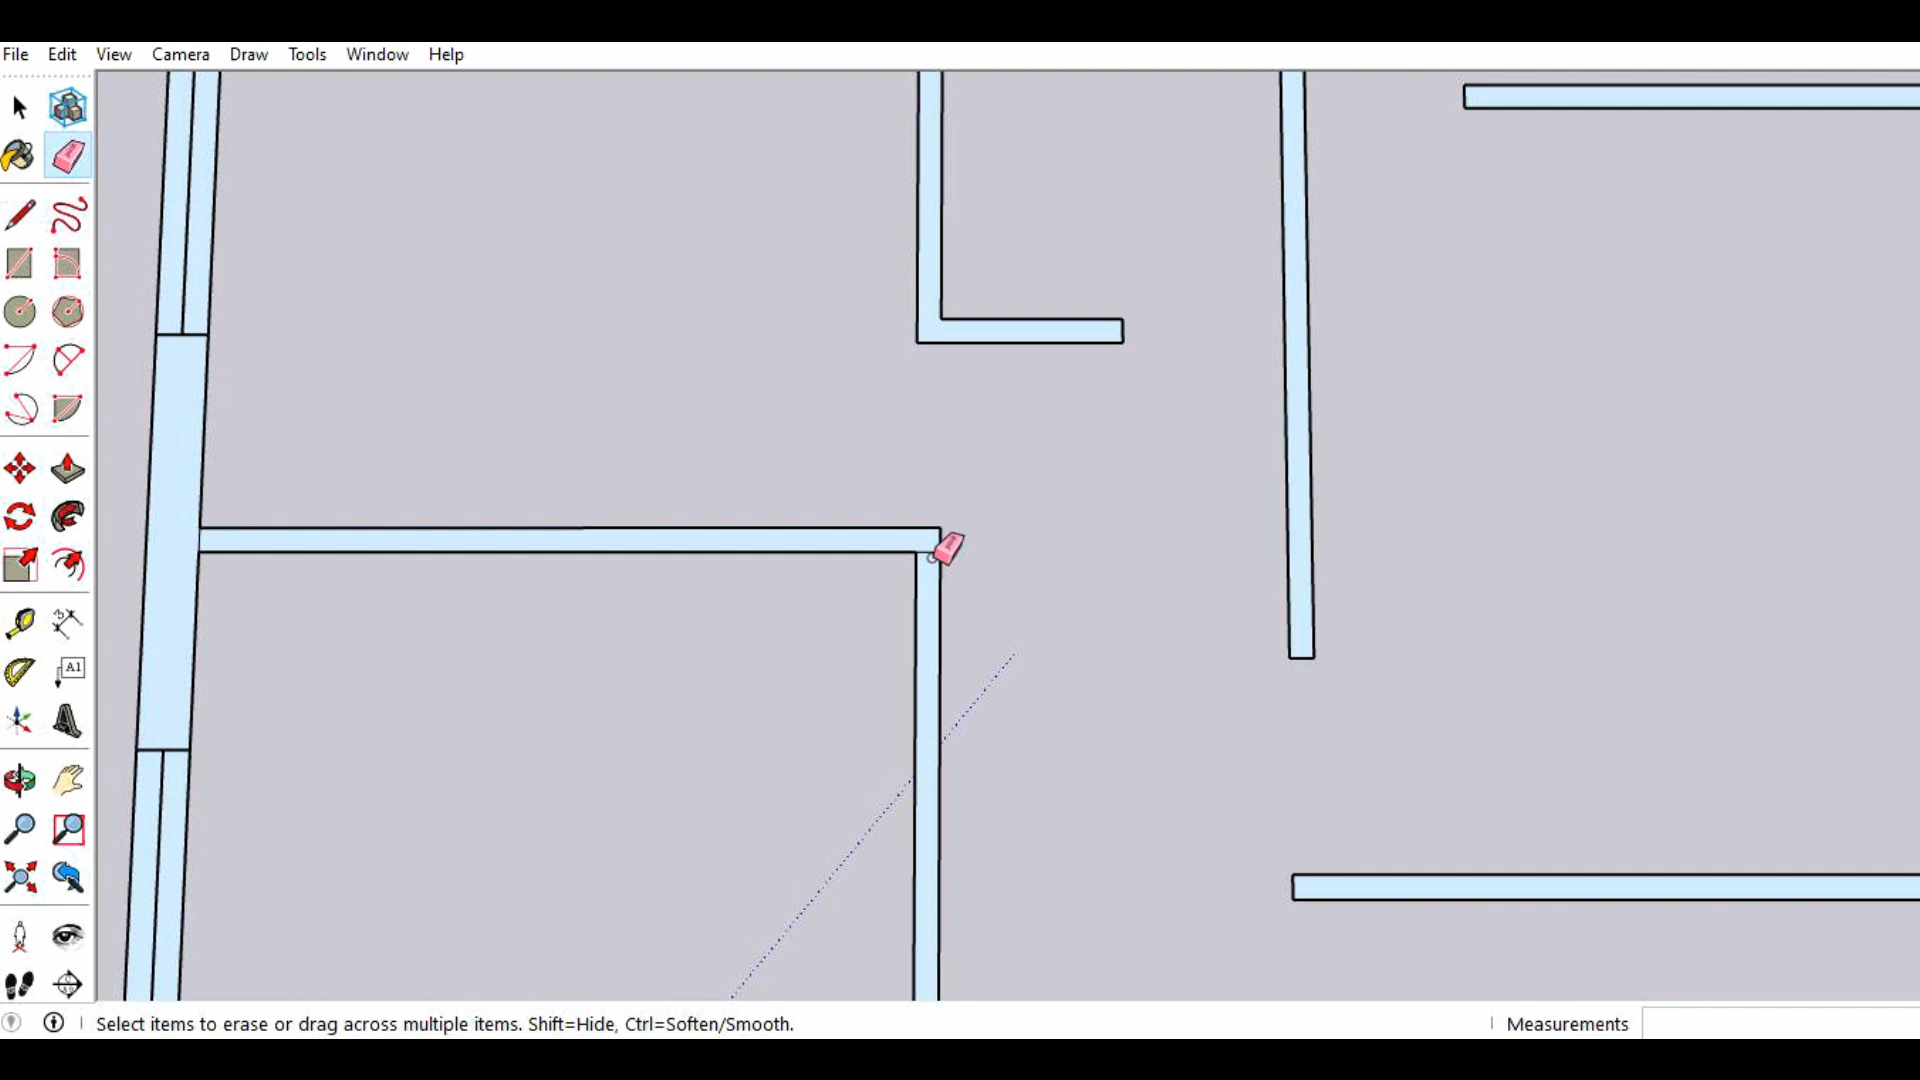 File Edit View Camera Draw Tools Window Help
A1
Select items to erase or drag across multiple items. Shift=Hide, Ctrl=Soften/Smooth.
Measurements